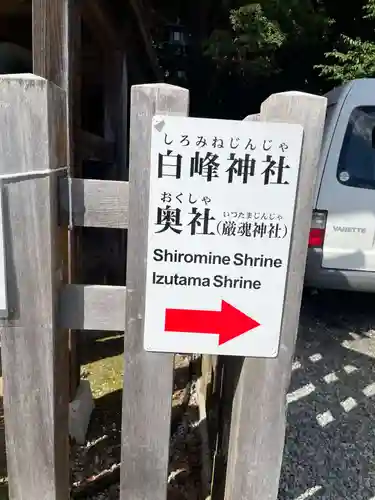 しろみねじんじゃ
白峰神社
おくしゃ いつたまじんじゃ
奥社(厳魂神社)
Shiromine Shrine
Izutama Shrine
VANETTE